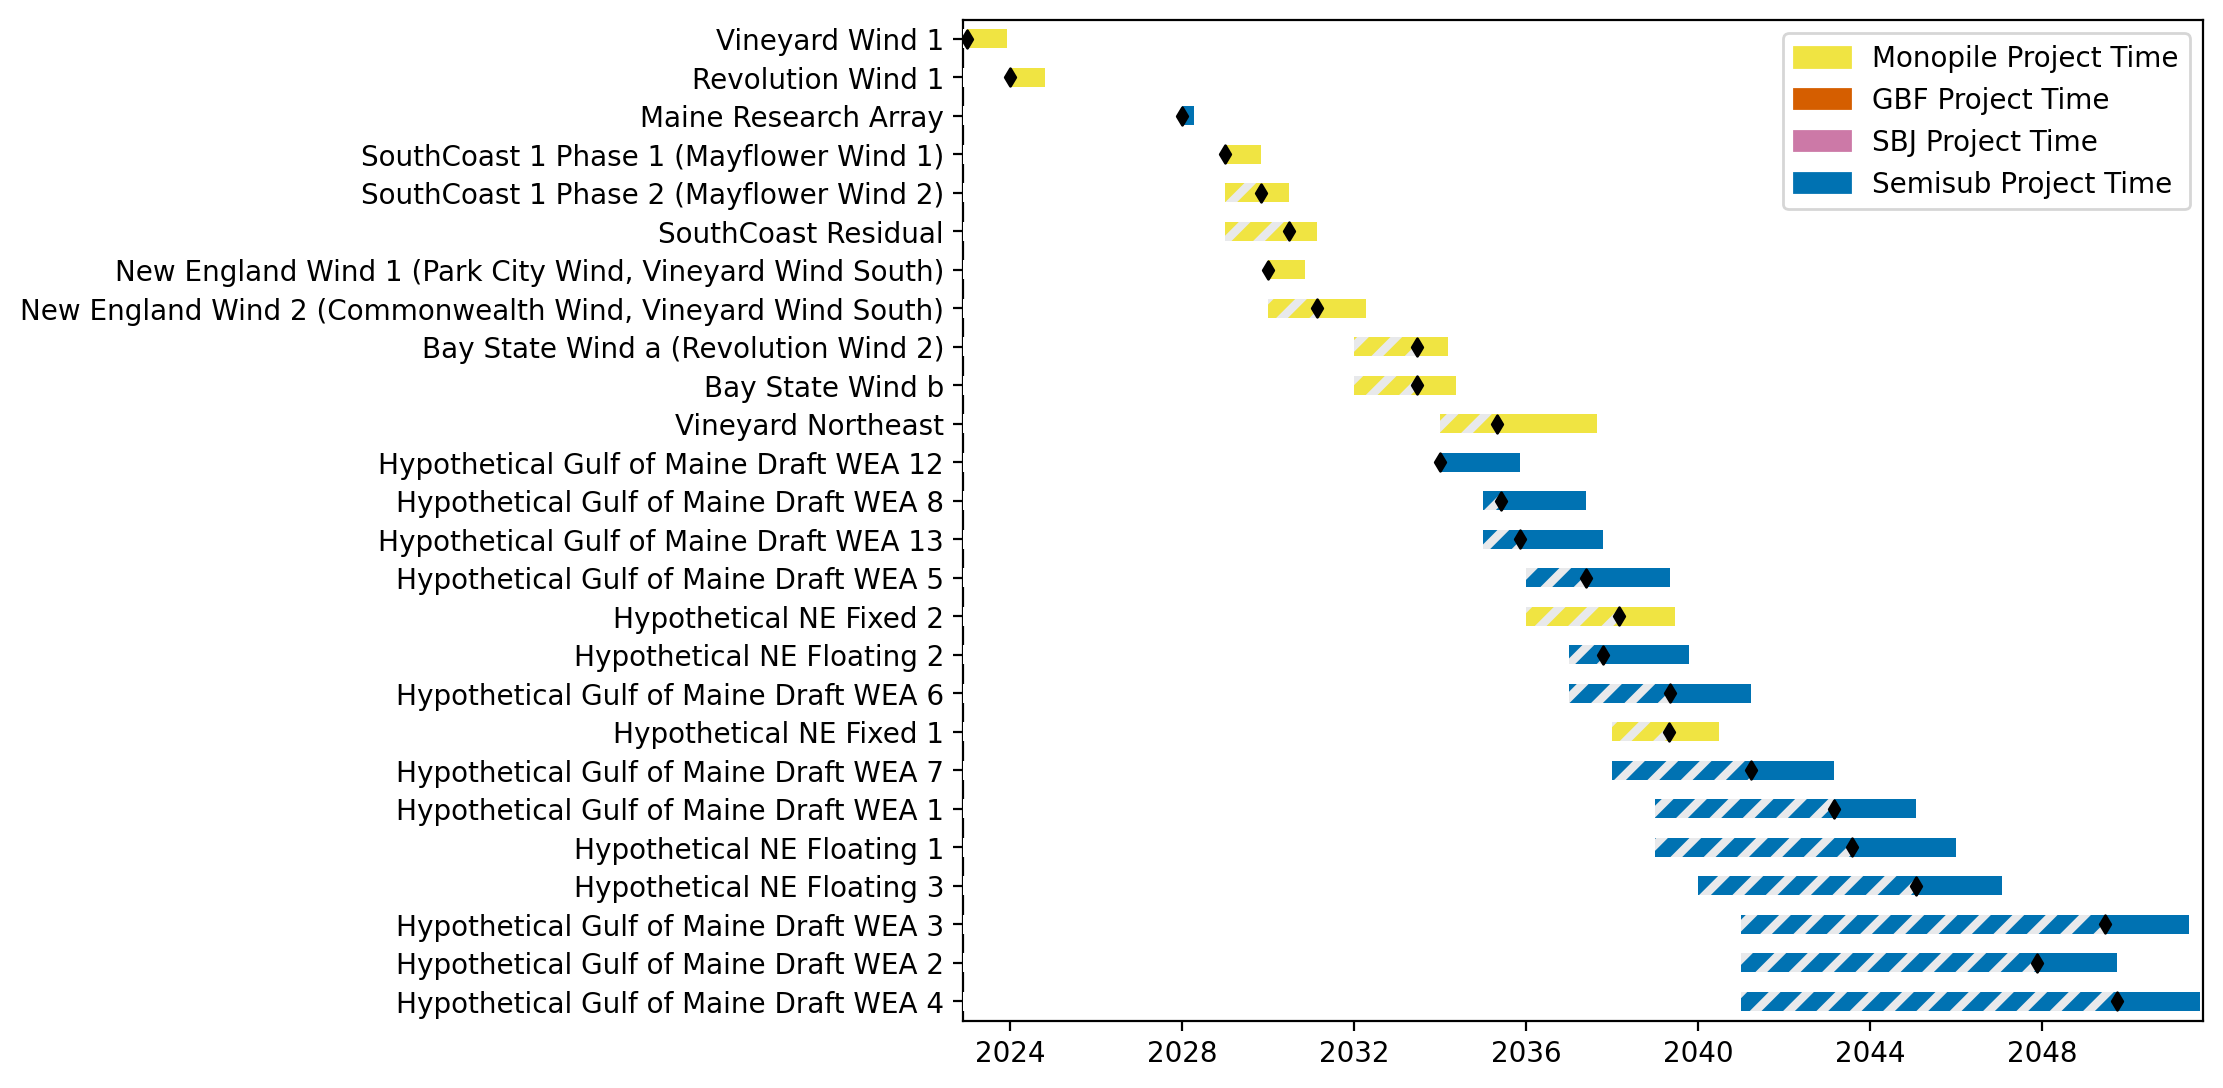 Vineyard Wind 1
Revolution Wind 1
Maine Research Array
SouthCoast 1 Phase 1 (Mayflower Wind 1)
SouthCoast 1 Phase 2 (Mayflower Wind 2)
SouthCoast Residual
New England Wind 1 (Park City Wind, Vineyard Wind South)
New England Wind 2 (Commonwealth Wind, Vineyard Wind South)
Bay State Wind a (Revolution Wind 2)
Bay State Wind b
Vineyard Northeast
Hypothetical Gulf of Maine Draft WEA 12
Hypothetical Gulf of Maine Draft WEA 8
Hypothetical Gulf of Maine Draft WEA 13
Hypothetical Gulf of Maine Draft WEA 5
Hypothetical NE Fixed 2
Hypothetical NE Floating 2
Hypothetical Gulf of Maine Draft WEA 6
Hypothetical NE Fixed 1
Hypothetical Gulf of Maine Draft WEA 7
Hypothetical Gulf of Maine Draft WEA 1
Hypothetical NE Floating 1
Hypothetical NE Floating 3
Hypothetical Gulf of Maine Draft WEA 3
Hypothetical Gulf of Maine Draft WEA 2
Hypothetical Gulf of Maine Draft WEA 4
Monopile Project Time
GBF Project Time
SBJ Project Time
Semisub Project Time
2024 2028 2032 2036 2040 2044 2048